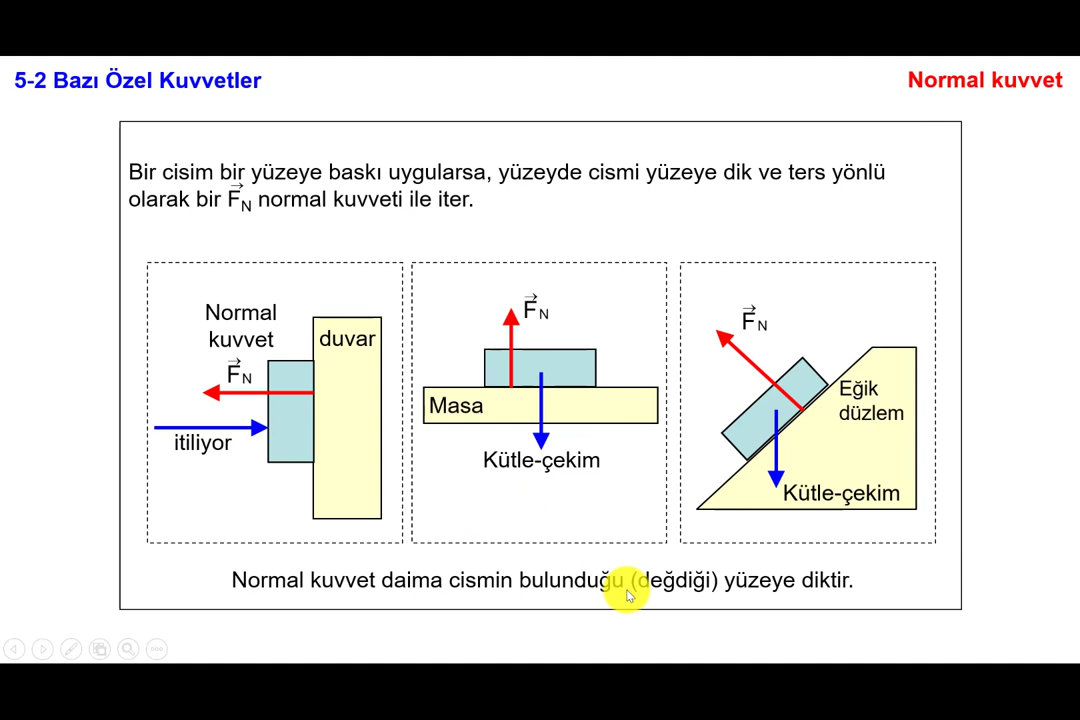 5-2 Bazı Özel Kuvvetler
Normal kuvvet
Bir cisim bir yüzeye baskı uygularsa, yüzeyde cismi yüzeye dik ve ters yönlü
olarak bir F⃗N normal kuvveti ile iter.
Normal
kuvvet
F⃗N
duvar
itiliyor
F⃗N
Masa
Kütle-çekim
F⃗N
Eğik
düzlem
Kütle-çekim
Normal kuvvet daima cismin bulunduğu (değdiği) yüzeye diktir.